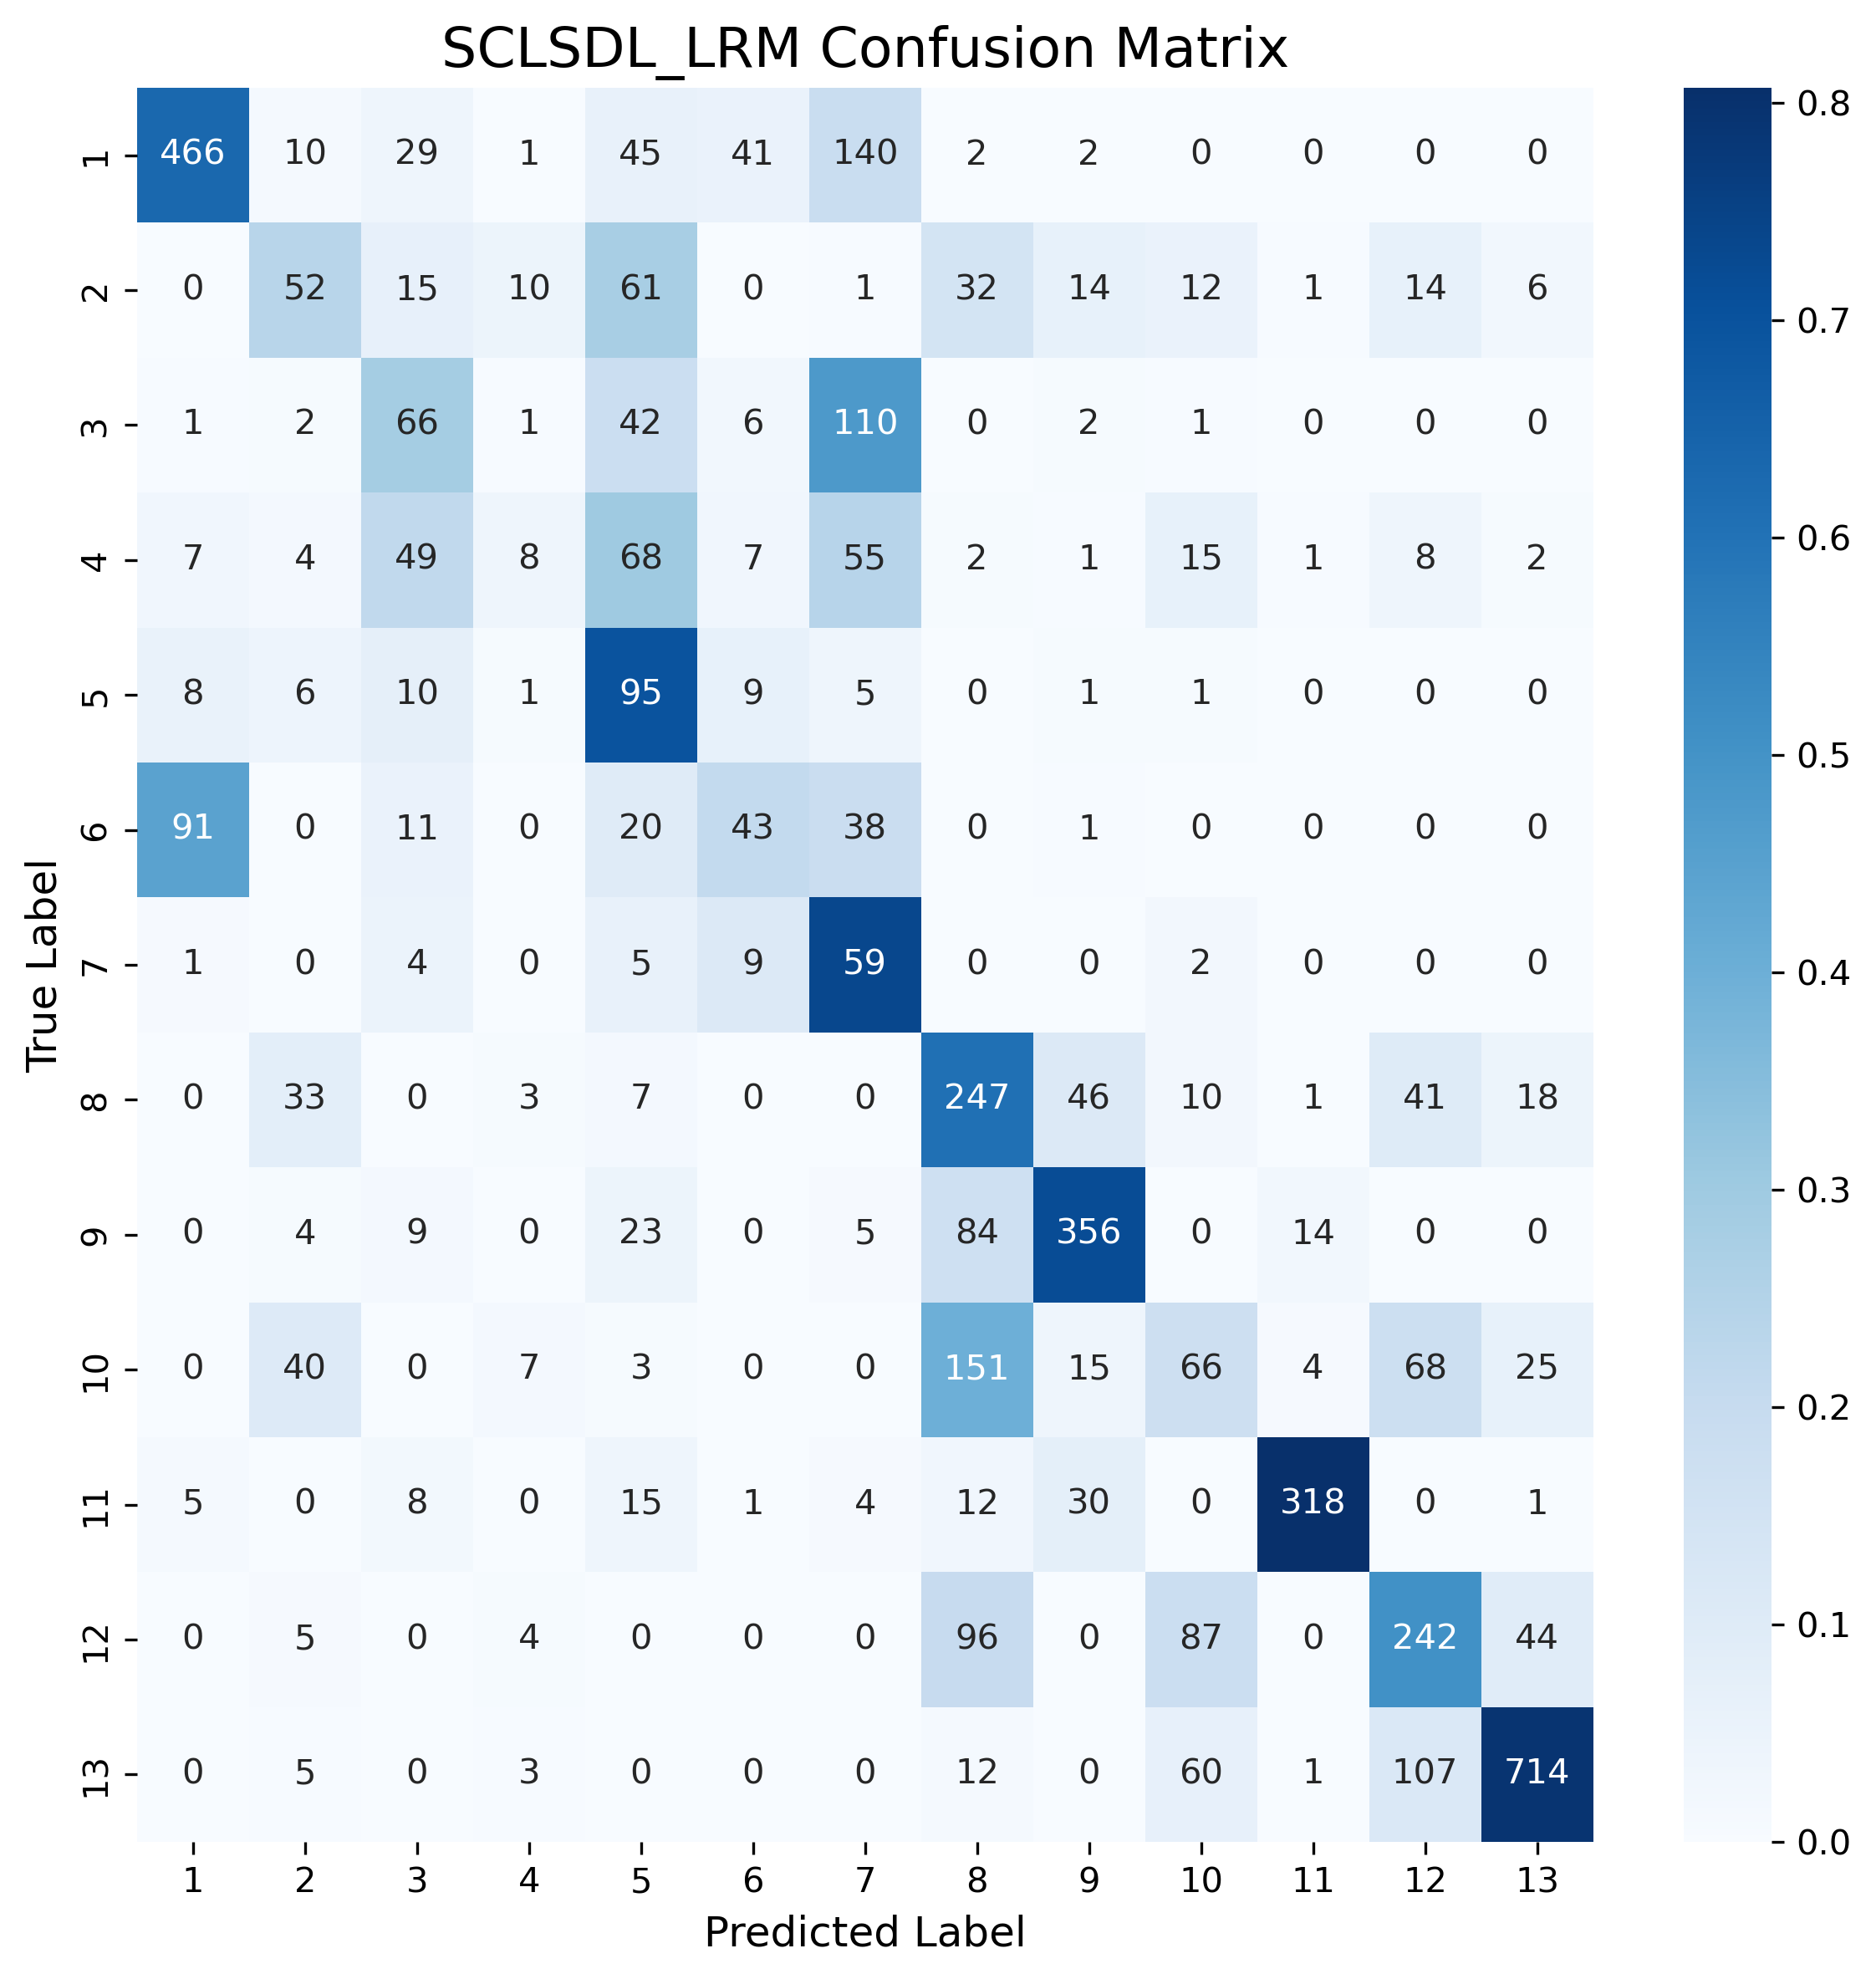 SCLSDL_LRM Confusion Matrix
1 466 10 29 1 45 41 140 2 2 0 0 0 0
2 0 52 15 10 61 0 1 32 14 12 1 14 6
3 1 2 66 1 42 6 110 0 2 1 0 0 0
4 7 4 49 8 68 7 55 2 1 15 1 8 2
5 8 6 10 1 95 9 5 0 1 1 0 0 0
6 91 0 11 0 20 43 38 0 1 0 0 0 0
7 1 0 4 0 5 9 59 0 0 2 0 0 0
8 0 33 0 3 7 0 0 247 46 10 1 41 18
9 0 4 9 0 23 0 5 84 356 0 14 0 0
10 0 40 0 7 3 0 0 151 15 66 4 68 25
11 5 0 8 0 15 1 4 12 30 0 318 0 1
12 0 5 0 4 0 0 0 96 0 87 0 242 44
13 0 5 0 3 0 0 0 12 0 60 1 107 714
1 2 3 4 5 6 7 8 9 10 11 12 13
Predicted Label
True Label
0.8
0.7
0.6
0.5
0.4
0.3
0.2
0.1
0.0